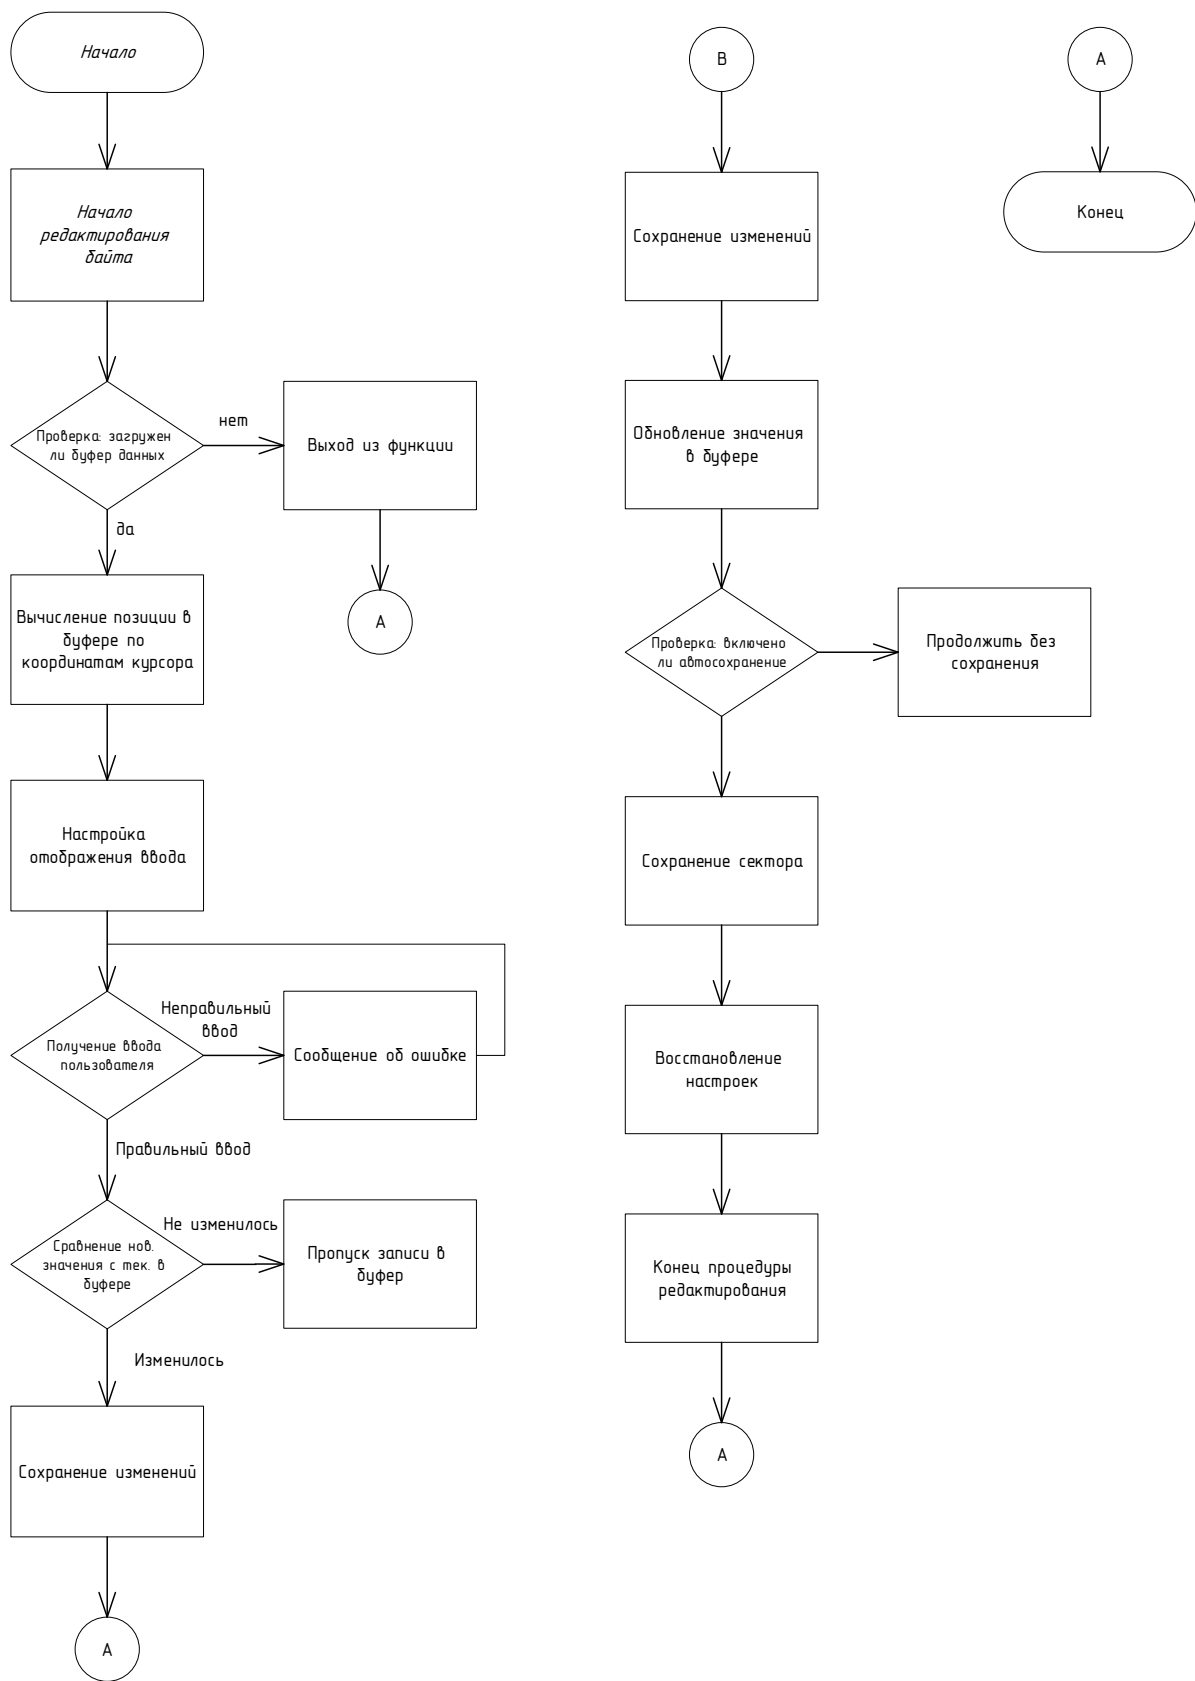 Начало
Начало
редактирования
байта
Проверка: загружен
ли буфер данных
нет
Выход из функции
А
да
Вычисление позиции в
буфере по
координатам курсора
Настройка
отображения ввода
Получение ввода
пользователя
Неправильный
ввод
Сообщение об ошибке
Правильный ввод
Сравнение нов.
значения с тек. в
буфере
Не изменилось
Пропуск записи в
буфер
Изменилось
Сохранение изменений
А
В
Сохранение изменений
Обновление значения
в буфере
Проверка: включено
ли автосохранение
Продолжить без
сохранения
Сохранение сектора
Восстановление
настроек
Конец процедуры
редактирования
А
А
Конец